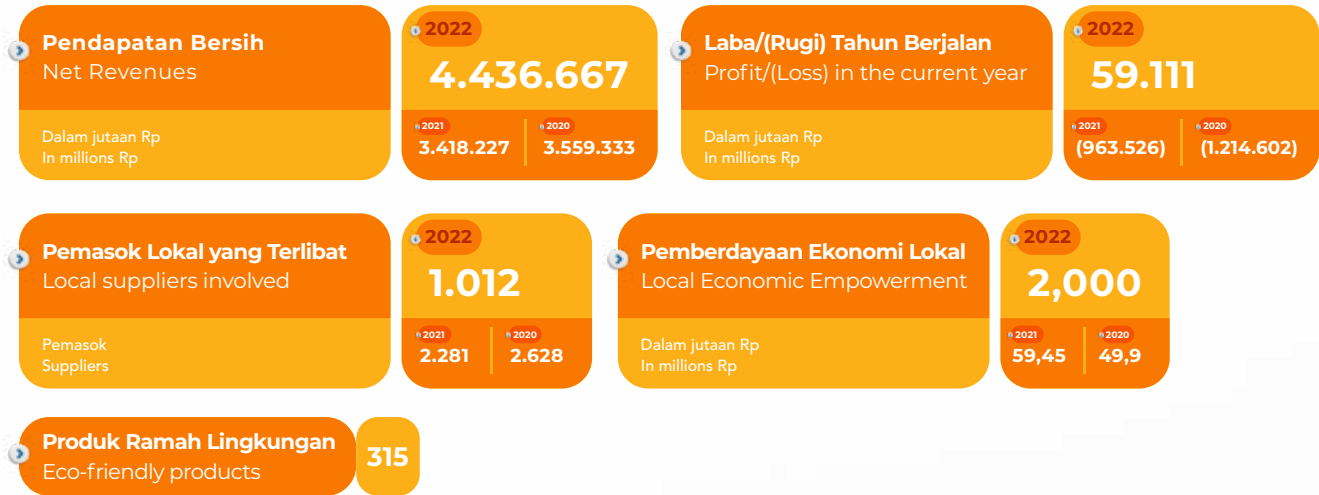 Pendapatan Bersih
Net Revenues
Dalam jutaan Rp
In millions Rp
2022
4.436.667
2021
3.418.227
2020
3.559.333
Laba/(Rugi) Tahun Berjalan
Profit/(Loss) in the current year
Dalam jutaan Rp
In millions Rp
2022
59.111
2021
(963.526)
2020
(1.214.602)
Pemasok Lokal yang Terlibat
Local suppliers involved
Pemasok
Suppliers
2022
1.012
2021
2.281
2020
2.628
Pemberdayaan Ekonomi Lokal
Local Economic Empowerment
Dalam jutaan Rp
In millions Rp
2022
2,000
2021
59,45
2020
49,9
Produk Ramah Lingkungan
Eco-friendly products
315